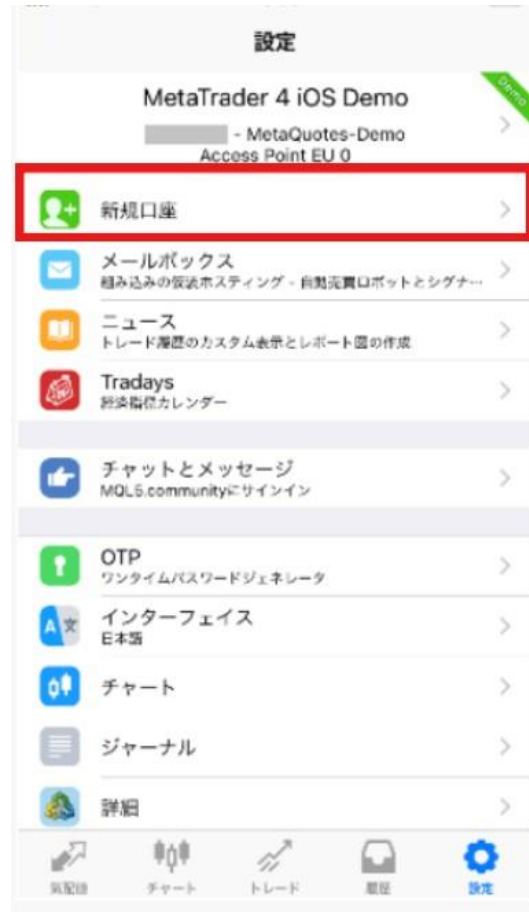 設定
MetaTrader 4 iOS Demo
Demo
- MetaQuotes-Demo
Access Point EU 0
新規口座
メールボックス
組み込みの仮装ホスティング - 自動売買ロボットとシグナ...
ニュース
トレード履歴のカスタム表示とレポート図の作成
Tradays
経済指標カレンダー
チャットとメッセージ
MQL5.communityにサインイン
OTP
ワンタイムパスワードジェネレータ
インターフェイス
日本語
チャート
ジャーナル
詳細
気配値
チャート
トレード
履歴
設定